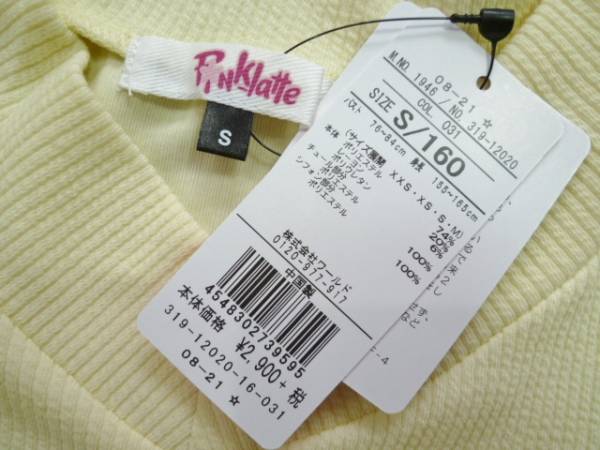 PiNKlatte
S
08-21 ☆
M.NO. 1946 / NO. 319-12020
COL. 031
SIZE S/160
バスト 76~84cm 身長 155~165cm
(サイズ展開 XXS・XS・S・M)
本体 ポリエステル 74%
レーヨン 20%
ポリウレタン 6%
チュール部分
ポリエステル 100%
シフォン部分
ポリエステル 100%
株式会社ワールド
0120-977-917
中国製
4548302739595
本体価格 ¥2,900+税
319-12020-16-031
08-21 ☆